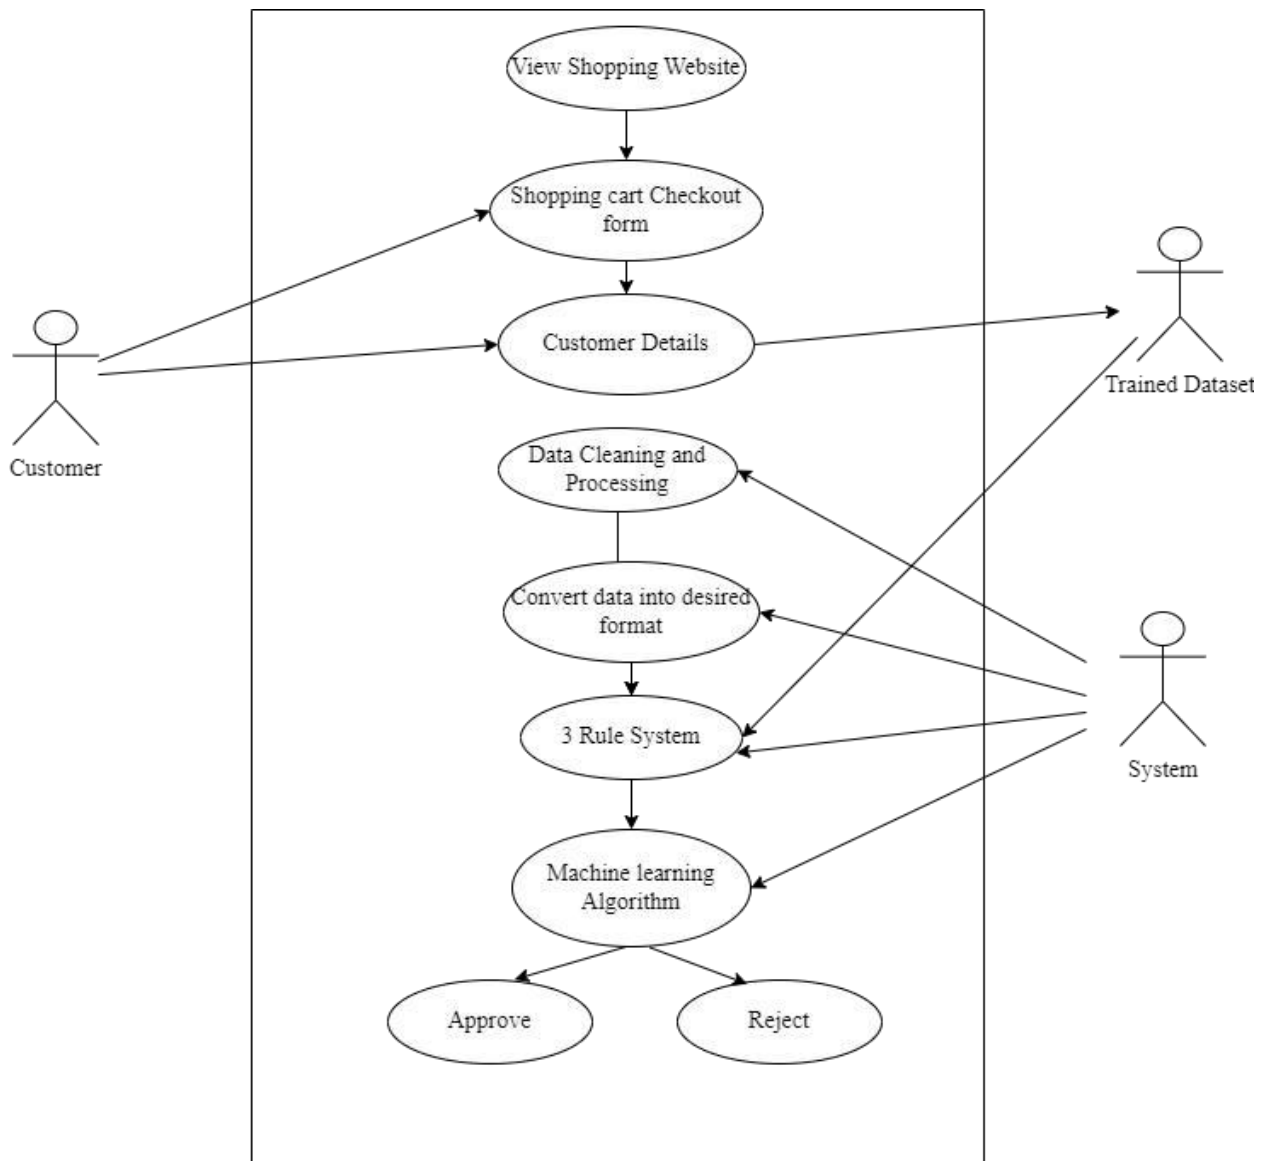 View Shopping Website
Shopping cart Checkout
form
Customer Details
Trained Dataset
Customer
Data Cleaning and
Processing
Convert data into desired
format
3 Rule System
System
Machine learning
Algorithm
Approve
Reject